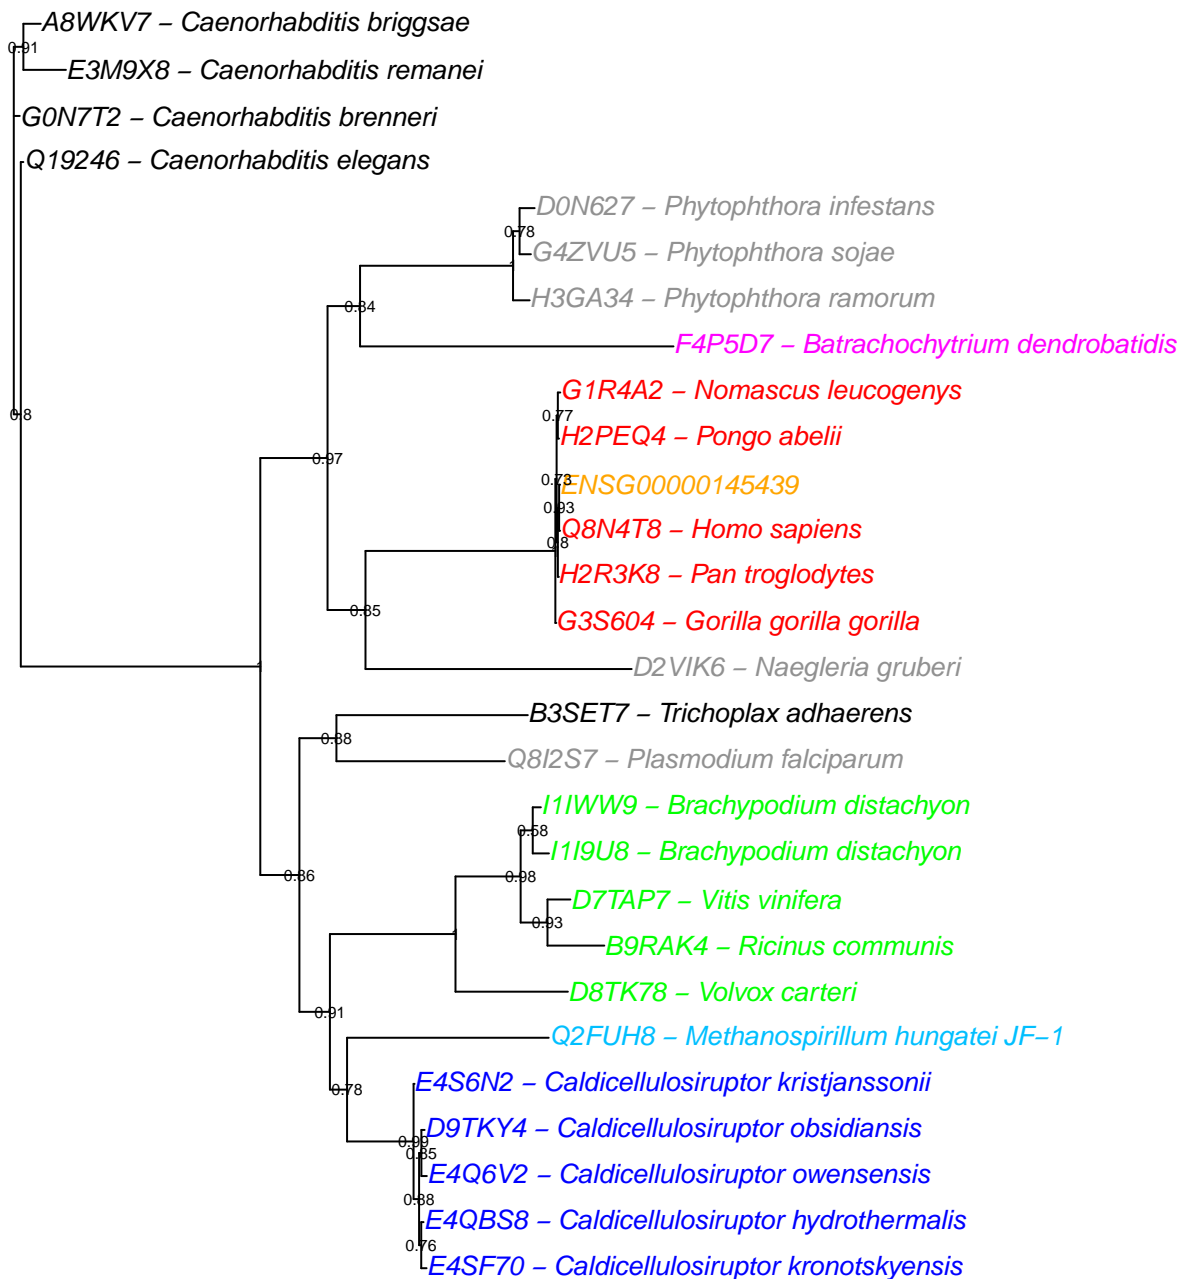 A8WKV7 – Caenorhabditis briggsae
0.91
E3M9X8 – Caenorhabditis remanei
G0N7T2 – Caenorhabditis brenneri
Q19246 – Caenorhabditis elegans
D0N627 – Phytophthora infestans
0.78
G4ZVU5 – Phytophthora sojae
1
H3GA34 – Phytophthora ramorum
0.84
F4P5D7 – Batrachochytrium dendrobatidis
G1R4A2 – Nomascus leucogenys
0.8
0.77
H2PEQ4 – Pongo abelii
0.97
0.73
ENSG00000145439
0.93
Q8N4T8 – Homo sapiens
0.8
H2R3K8 – Pan troglodytes
0.85
G3S604 – Gorilla gorilla gorilla
1
D2VIK6 – Naegleria gruberi
B3SET7 – Trichoplax adhaerens
0.88
Q8I2S7 – Plasmodium falciparum
I1IWW9 – Brachypodium distachyon
0.58
I1I9U8 – Brachypodium distachyon
0.86
0.98
D7TAP7 – Vitis vinifera
0.93
1
B9RAK4 – Ricinus communis
D8TK78 – Volvox carteri
0.91
Q2FUH8 – Methanospirillum hungatei JF–1
E4S6N2 – Caldicellulosiruptor kristjanssonii
0.78
D9TKY4 – Caldicellulosiruptor obsidiansis
0.99
0.85
E4Q6V2 – Caldicellulosiruptor owensensis
0.88
E4QBS8 – Caldicellulosiruptor hydrothermalis
0.76
E4SF70 – Caldicellulosiruptor kronotskyensis